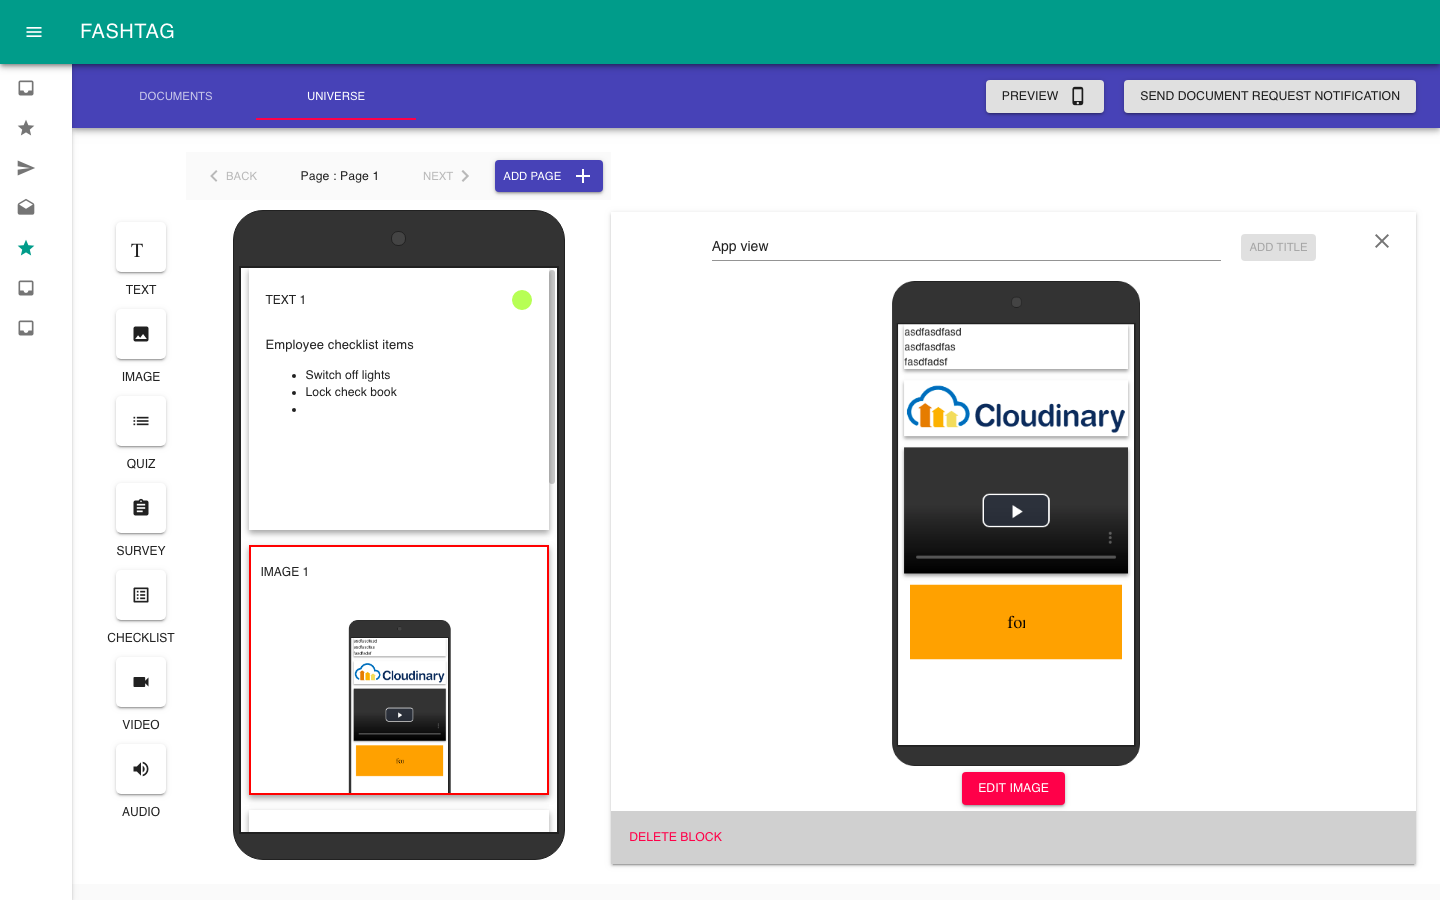 FASHTAG
DOCUMENTS
UNIVERSE
PREVIEW
SEND DOCUMENT REQUEST NOTIFICATION
BACK
Page : Page 1
NEXT
ADD PAGE
T
TEXT
IMAGE
QUIZ
SURVEY
CHECKLIST
VIDEO
AUDIO
TEXT 1
Employee checklist items
Switch off lights
Lock check book
IMAGE 1
asdfasdfasd
asdfasdfas
fasdfadsf
Cloudinary
for
App view
ADD TITLE
asdfasdfasd
asdfasdfas
fasdfadsf
Cloudinary
for
EDIT IMAGE
DELETE BLOCK